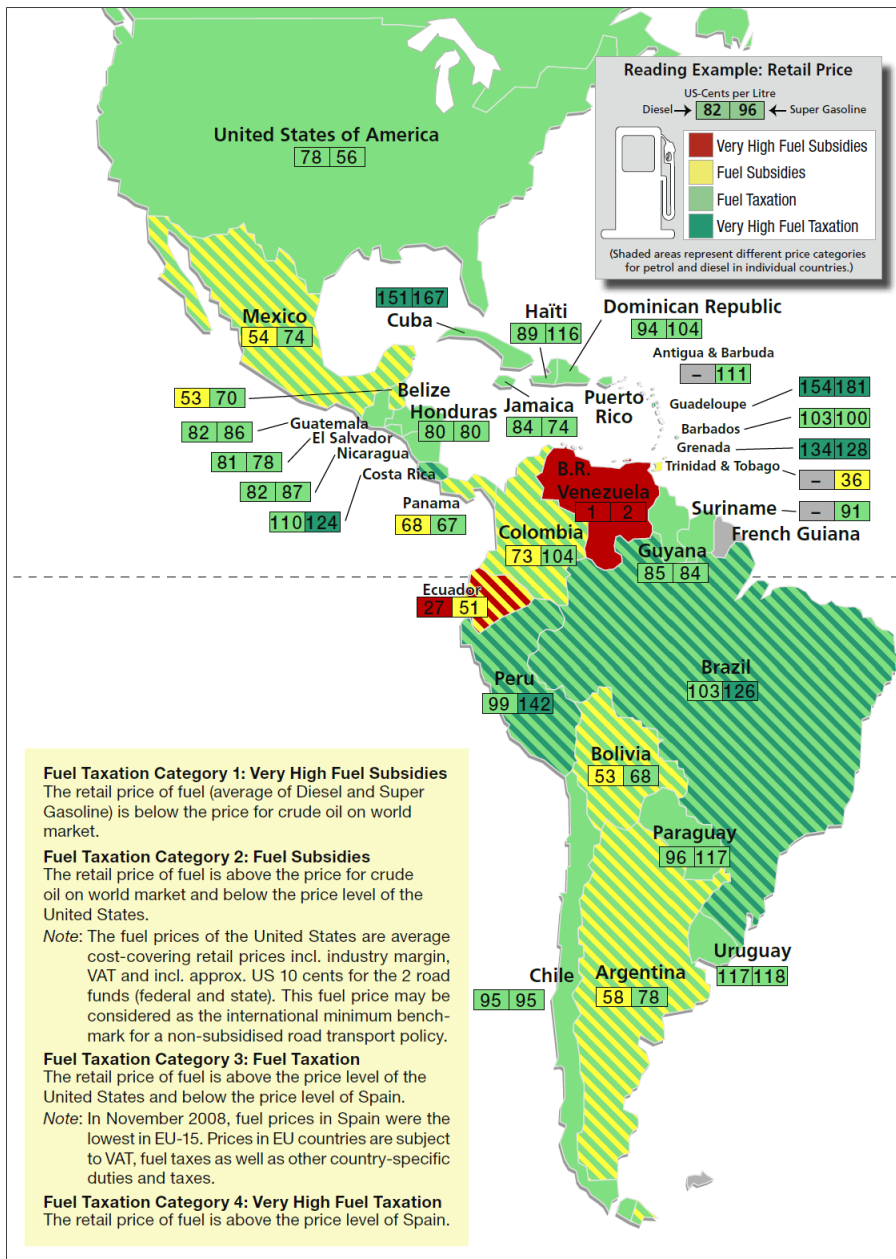 Reading Example: Retail Price
US-Cents per Litre
Diesel 82 96 Super Gasoline
Very High Fuel Subsidies
Fuel Subsidies
Fuel Taxation
Very High Fuel Taxation
(Shaded areas represent different price categories
for petrol and diesel in individual countries.)
United States of America
78 56
Mexico
54 74
151 167
Cuba
Haïti
89 116
Dominican Republic
94 104
Antigua & Barbuda
– 111
Guadeloupe
154 181
Barbados
103 100
Grenada
134 128
Trinidad & Tobago
– 36
Suriname
– 91
French Guiana
Puerto
Rico
Jamaica
84 74
Belize
53 70
Honduras
80 80
Guatemala
82 86
El Salvador
81 78
Nicaragua
82 87
Costa Rica
110 124
Panama
68 67
B.R.
Venezuela
1 2
Colombia
73 104
Guyana
85 84
Ecuador
27 51
Peru
99 142
Brazil
103 126
Bolivia
53 68
Paraguay
96 117
Uruguay
117 118
Chile
95 95
Argentina
58 78
Fuel Taxation Category 1: Very High Fuel Subsidies
The retail price of fuel (average of Diesel and Super
Gasoline) is below the price for crude oil on world
market.
Fuel Taxation Category 2: Fuel Subsidies
The retail price of fuel is above the price for crude
oil on world market and below the price level of the
United States.
Note: The fuel prices of the United States are average
cost-covering retail prices incl. industry margin,
VAT and incl. approx. US 10 cents for the 2 road
funds (federal and state). This fuel price may be
considered as the international minimum bench-
mark for a non-subsidised road transport policy.
Fuel Taxation Category 3: Fuel Taxation
The retail price of fuel is above the price level of the
United States and below the price level of Spain.
Note: In November 2008, fuel prices in Spain were the
lowest in EU-15. Prices in EU countries are subject
to VAT, fuel taxes as well as other country-specific
duties and taxes.
Fuel Taxation Category 4: Very High Fuel Taxation
The retail price of fuel is above the price level of Spain.